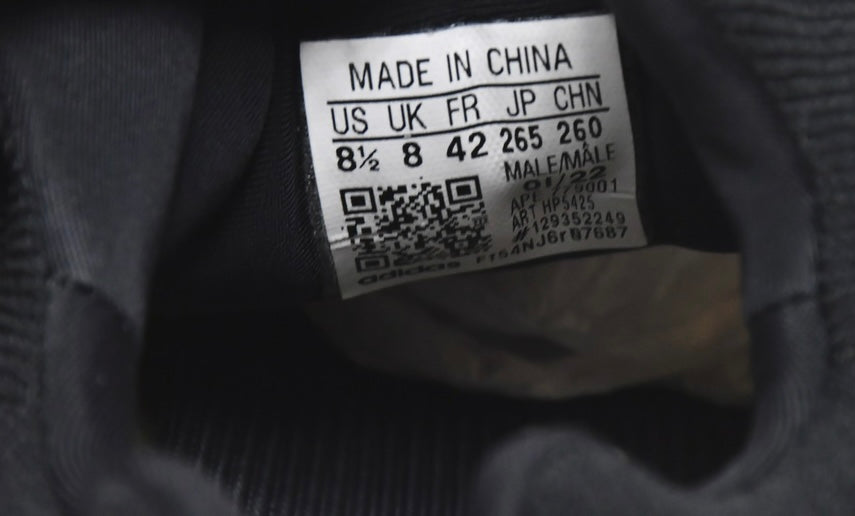 MADE IN CHINA
US UK FR JP CHN
8½ 8 42 265 260
MALE/MÂLE
01/22
ART HP5425
# 129352249
adidas